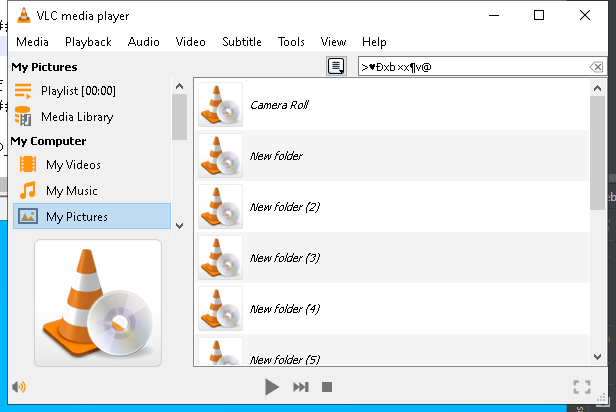 VLC media player
Media Playback Audio Video Subtitle Tools View Help
My Pictures
>♥Ðxb×x¶v@
Playlist [00:00]
Media Library
My Computer
My Videos
My Music
My Pictures
Camera Roll
New folder
New folder (2)
New folder (3)
New folder (4)
New folder (5)